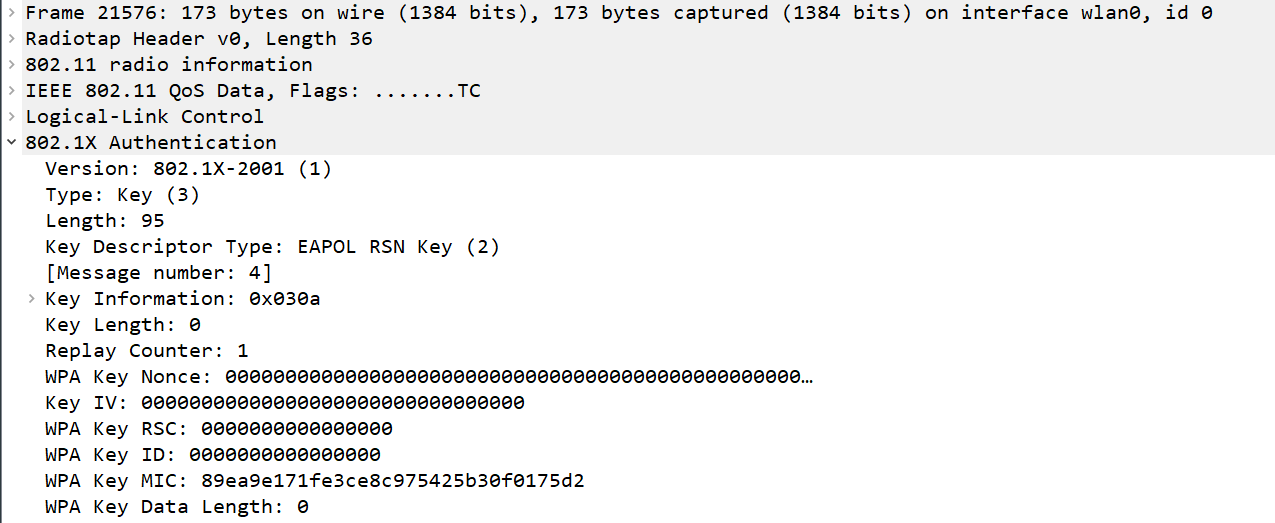 Frame 21576: 173 bytes on wire (1384 bits), 173 bytes captured (1384 bits) on interface wlan0, id 0
Radiotap Header v0, Length 36
802.11 radio information
IEEE 802.11 QoS Data, Flags: .......TC
Logical-Link Control
802.1X Authentication
Version: 802.1X-2001 (1)
Type: Key (3)
Length: 95
Key Descriptor Type: EAPOL RSN Key (2)
[Message number: 4]
Key Information: 0x030a
Key Length: 0
Replay Counter: 1
WPA Key Nonce: 000000000000000000000000000000000000000000000000…
Key IV: 00000000000000000000000000000000
WPA Key RSC: 0000000000000000
WPA Key ID: 0000000000000000
WPA Key MIC: 89ea9e171fe3ce8c975425b30f0175d2
WPA Key Data Length: 0